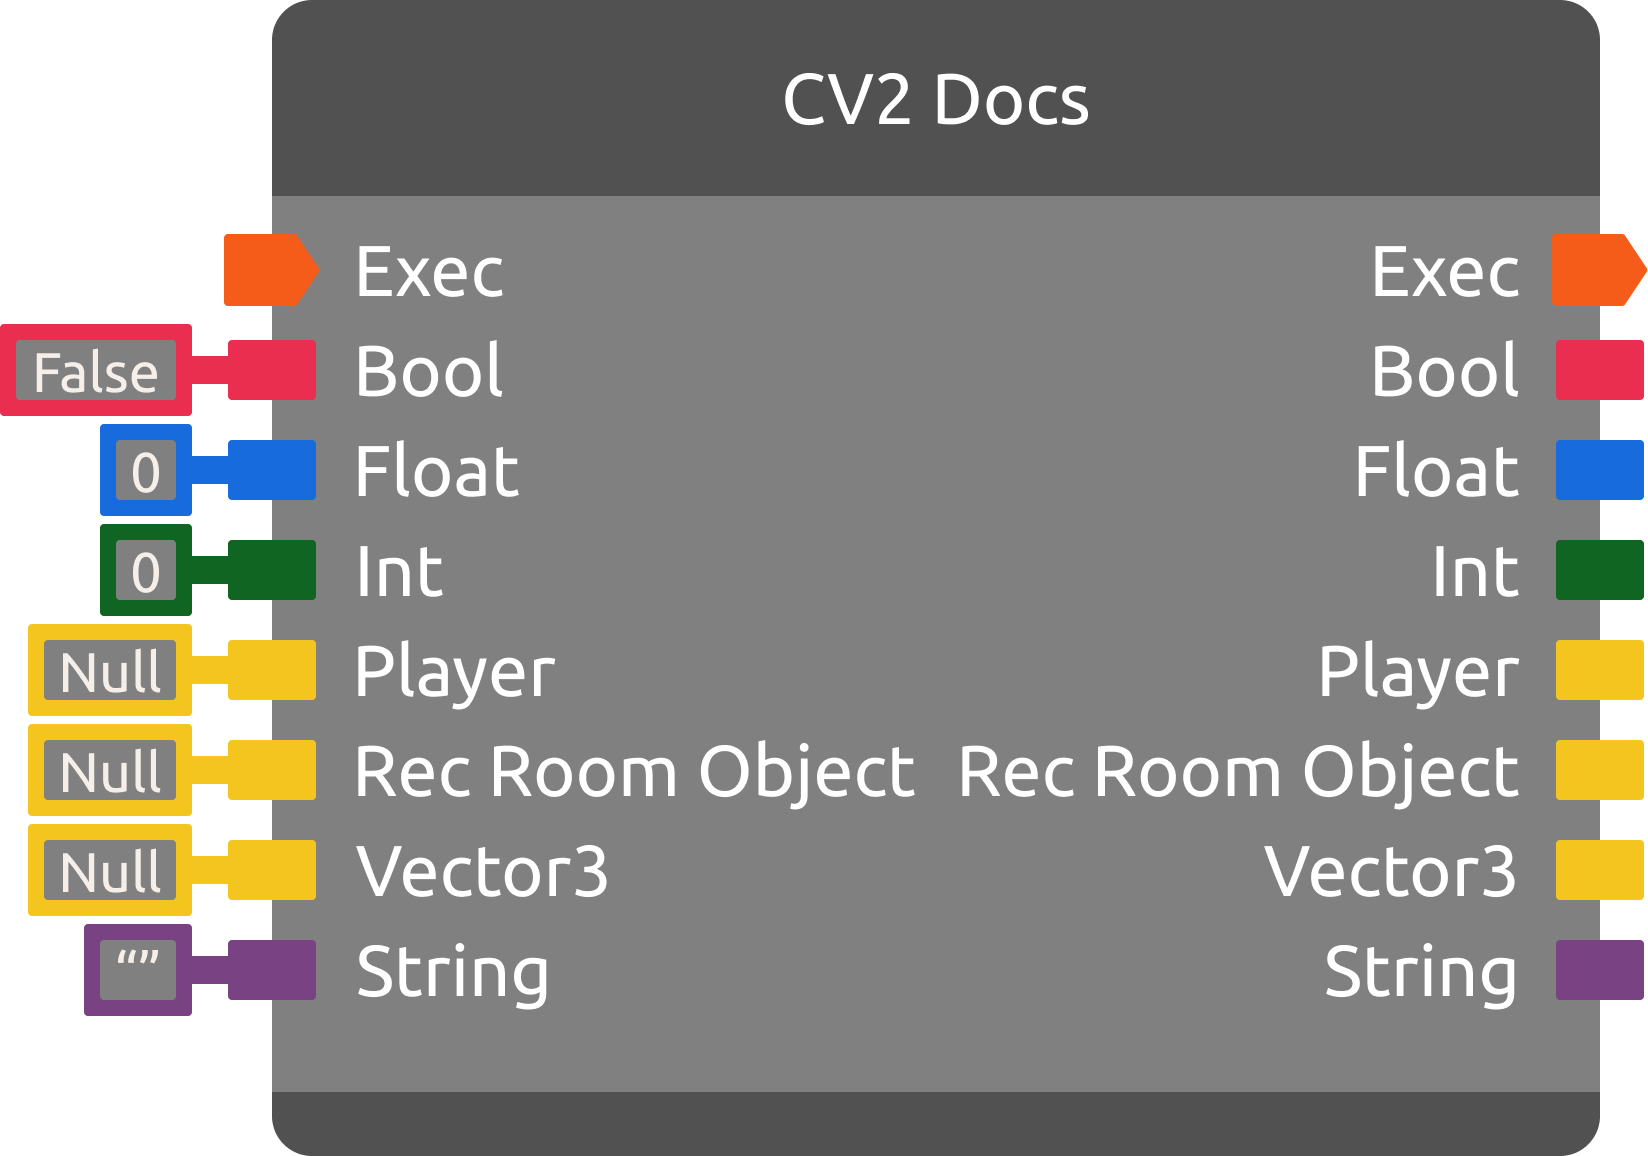 CV2 Docs
Exec Exec
False Bool Bool
0 Float Float
0 Int Int
Null Player Player
Null Rec Room Object Rec Room Object
Null Vector3 Vector3
“” String String